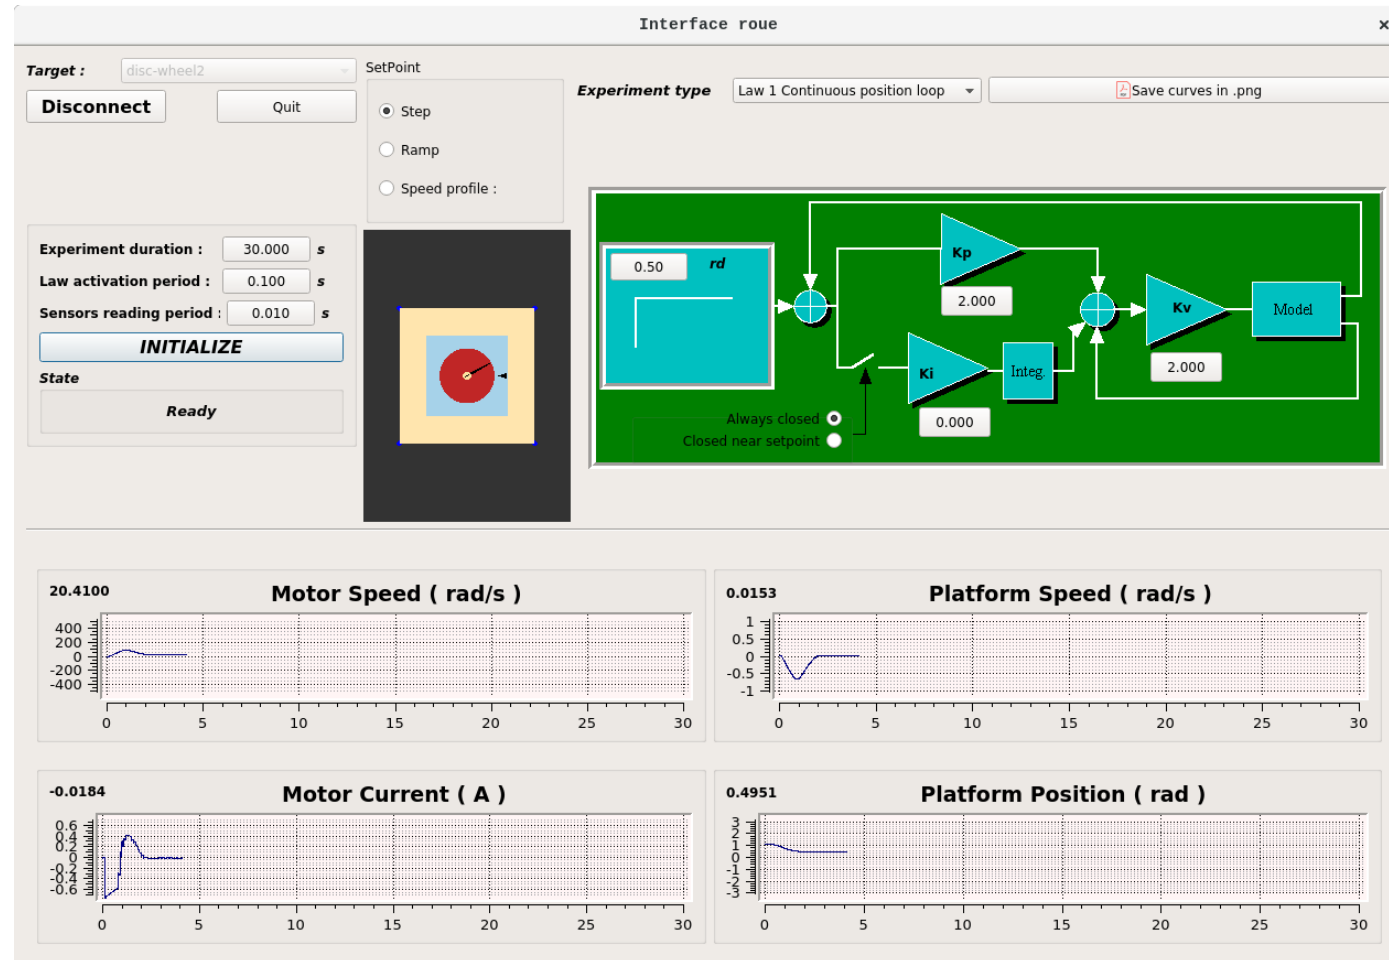 Interface roue ×
Target : disc-wheel2
Disconnect Quit
SetPoint
Step
Ramp
Speed profile :
Experiment type Law 1 Continuous position loop Save curves in .png
Experiment duration : 30.000 s
Law activation period : 0.100 s
Sensors reading period : 0.010 s
INITIALIZE
State
Ready
0.50 rd
Kp
2.000
Ki
0.000
Integ.
Kv
2.000
Model
Always closed
Closed near setpoint
20.4100 Motor Speed ( rad/s )
400
200
0
-200
-400
0 5 10 15 20 25 30
0.0153 Platform Speed ( rad/s )
1
0.5
0
-0.5
-1
0 5 10 15 20 25 30
-0.0184 Motor Current ( A )
0.6
0.4
0.2
0
-0.2
-0.4
-0.6
0 5 10 15 20 25 30
0.4951 Platform Position ( rad )
3
2
1
0
-1
-2
-3
0 5 10 15 20 25 30